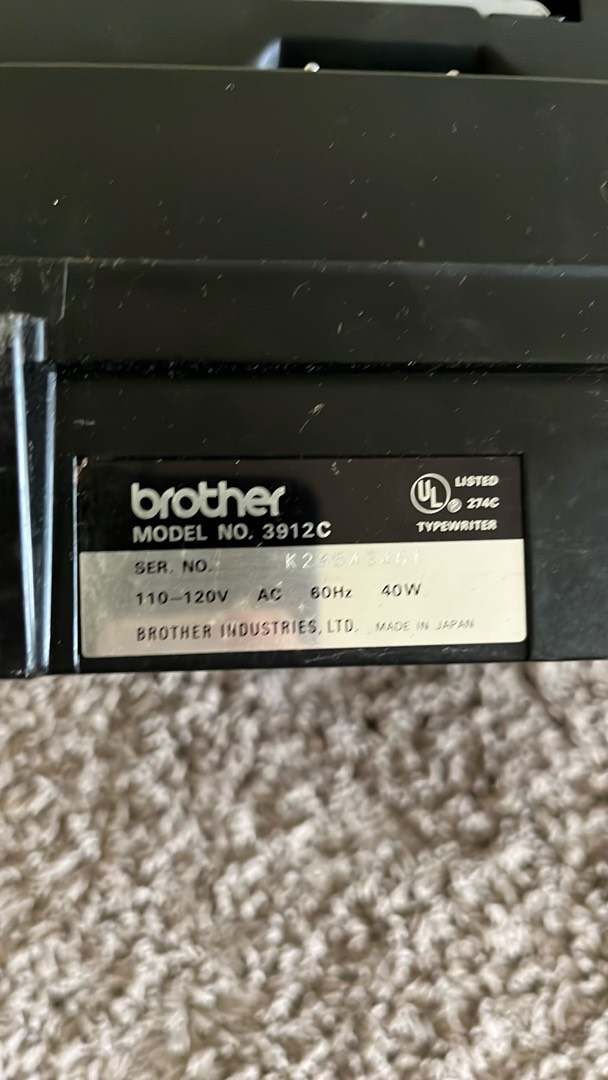 brother
MODEL NO. 3912C
UL ® LISTED
274C
TYPEWRITER
SER. NO.
110–120V AC 60Hz 40W
BROTHER INDUSTRIES, LTD. MADE IN JAPAN